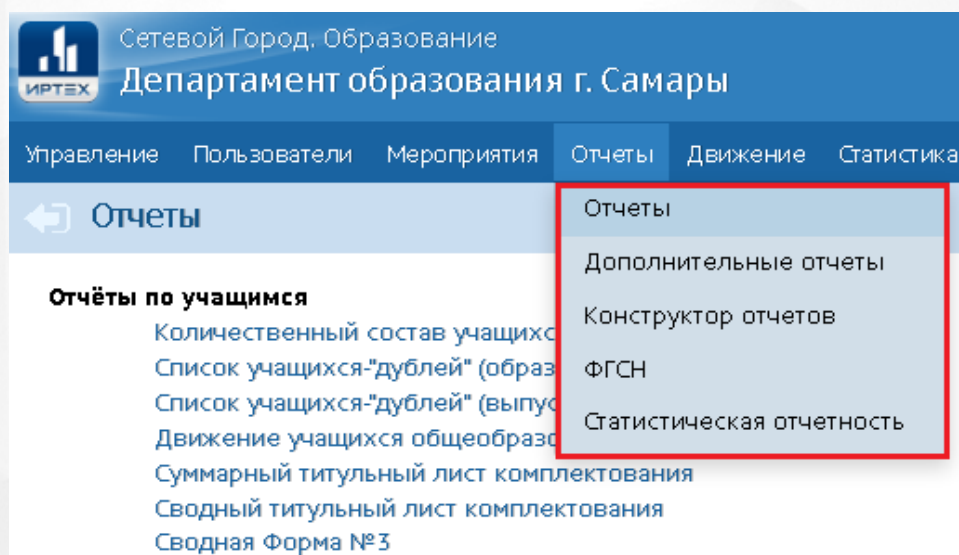 Сетевой Город. Образование
ИРТЕХ
Департамент образования г. Самары
Управление Пользователи Мероприятия Отчеты Движение Статистика
Отчеты
Отчеты
Дополнительные отчеты
Конструктор отчетов
ФГСН
Статистическая отчетность
Отчёты по учащимся
Количественный состав учащихс
Список учащихся-"дублей" (образ
Список учащихся-"дублей" (выпус
Движение учащихся общеобразо
Суммарный титульный лист комплектования
Сводный титульный лист комплектования
Сводная Форма №3